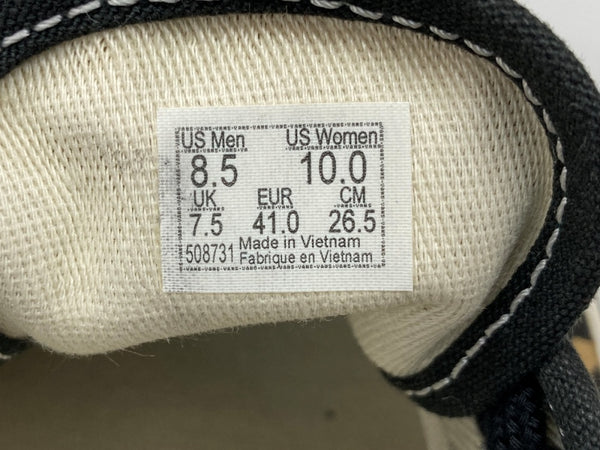 US Men US Women
8.5 10.0
UK EUR CM
7.5 41.0 26.5
508731 Made in Vietnam
Fabrique en Vietnam